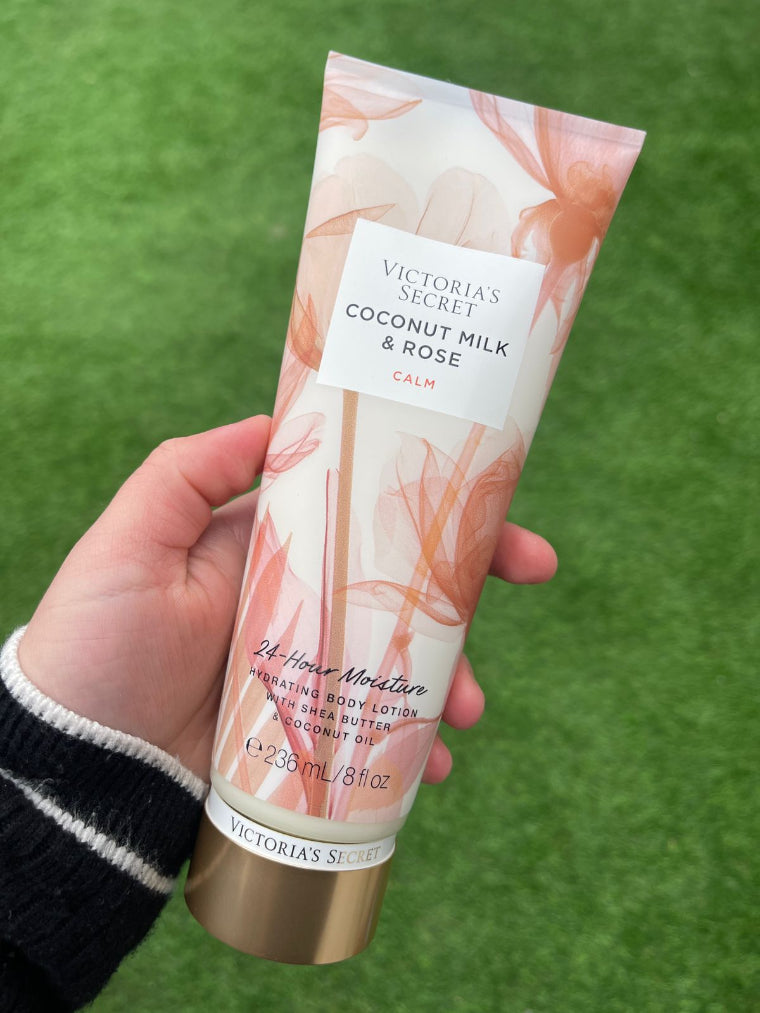 VICTORIA'S
SECRET
COCONUT MILK
& ROSE
CALM
24-Hour Moisture
HYDRATING BODY LOTION
WITH SHEA BUTTER
& COCONUT OIL
℮ 236 mL/8 fl oz
VICTORIA'S SECRET